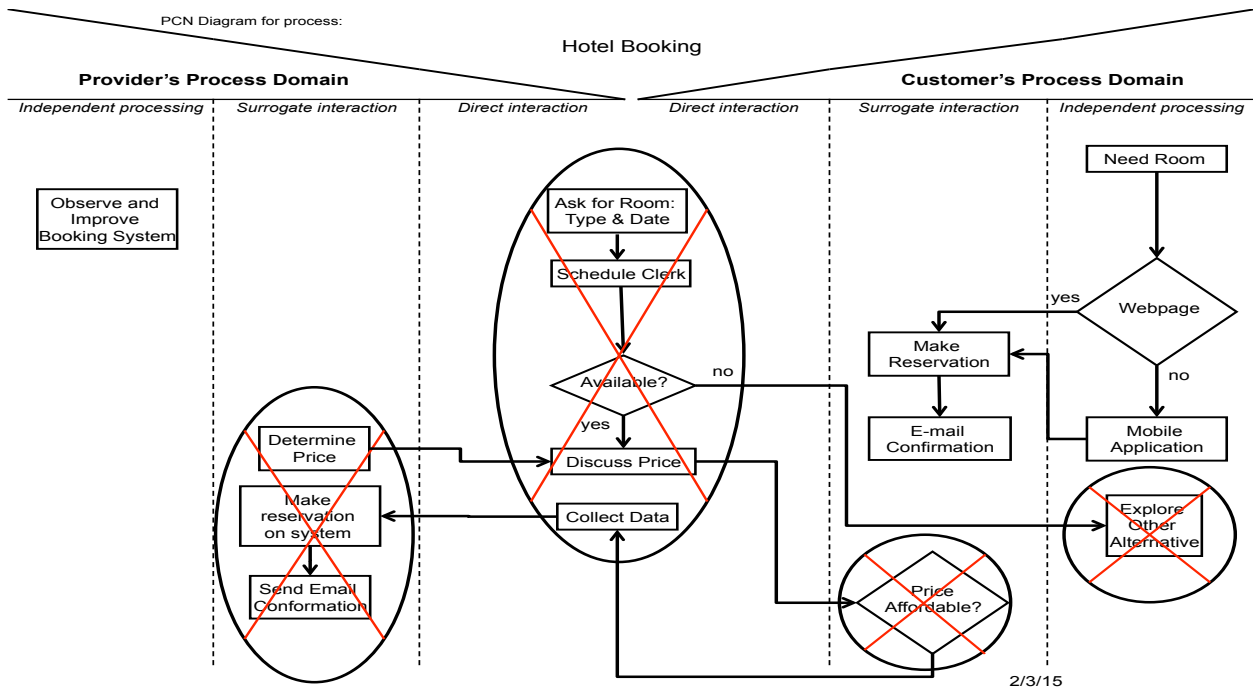 PCN Diagram for process:
Hotel Booking
Provider's Process Domain
Customer's Process Domain
Independent processing
Surrogate interaction
Direct interaction
Direct interaction
Surrogate interaction
Independent processing
Observe and
Improve
Booking System
Ask for Room:
Type & Date
Schedule Clerk
Available?
yes
no
Discuss Price
Collect Data
Determine
Price
Make
reservation
on system
Send Email
Conformation
Need Room
Webpage
yes
no
Make
Reservation
E-mail
Confirmation
Mobile
Application
Explore
Other
Alternative
Price
Affordable?
2/3/15